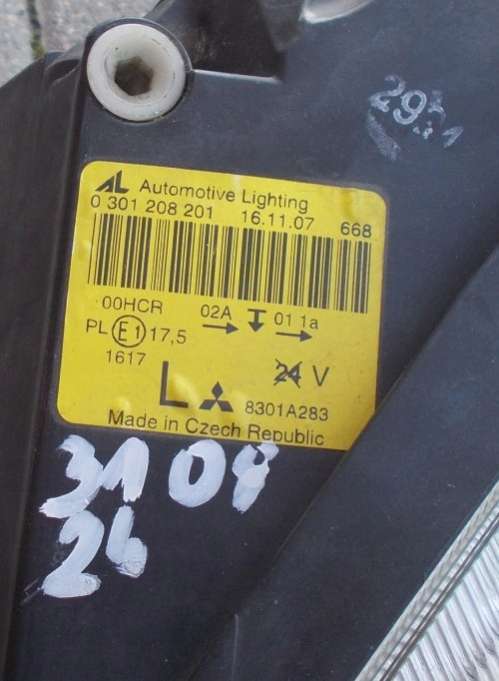 AL Automotive Lighting
0 301 208 201 16.11.07 668
00HCR 02A 01 1a
PL E1 17,5
1617
L 24 V
8301A283
Made in Czech Republic
3108
26